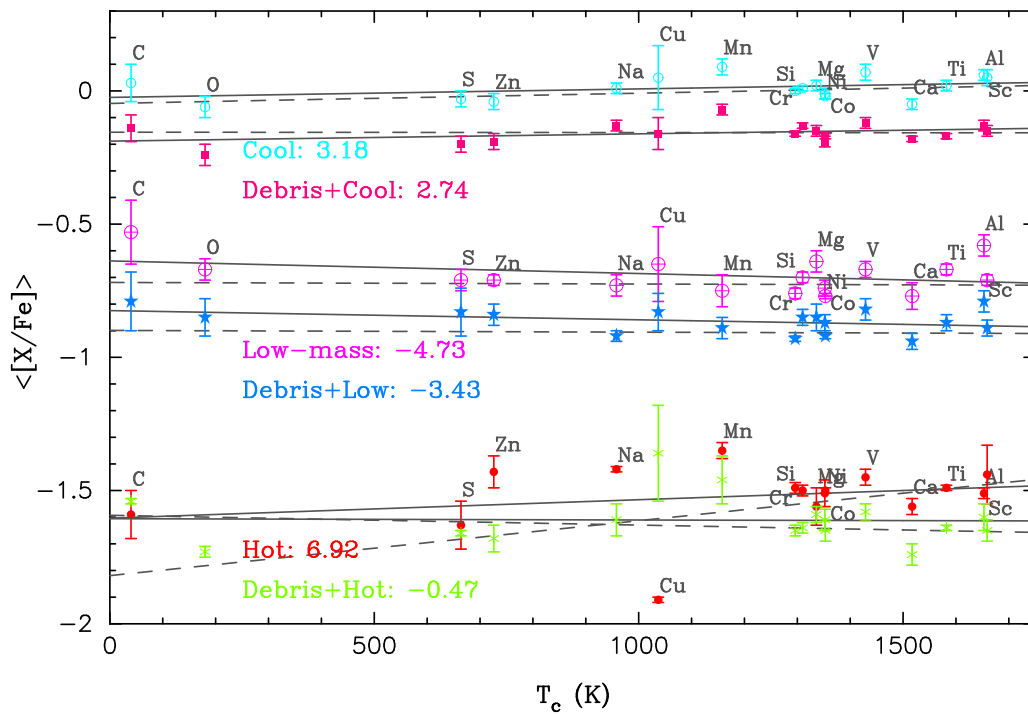 Cu
C
Mn
V
S
Na
Si
Mg
Ti
Al
O
Zn
Ni
0
Cr
Co
Ca
Sc
Cool: 3.18
Debris+Cool: 2.74
C
Cu
Al
−0.5
O
Mg
V
S
Zn
Na
Mn
Si
Ti
Ni
Ca
Cr
Co
Sc
−1
Low−mass: −4.73
Debris+Low: −3.43
<[X/Fe]>
Zn
Na
Mn
V
C
Si
Mg
Ni
Ti
Al
S
Ca
−1.5
Cr
Co
Sc
Hot: 6.92
Debris+Hot: −0.47
Cu
−2
0
500
1000
1500
T_c (K)